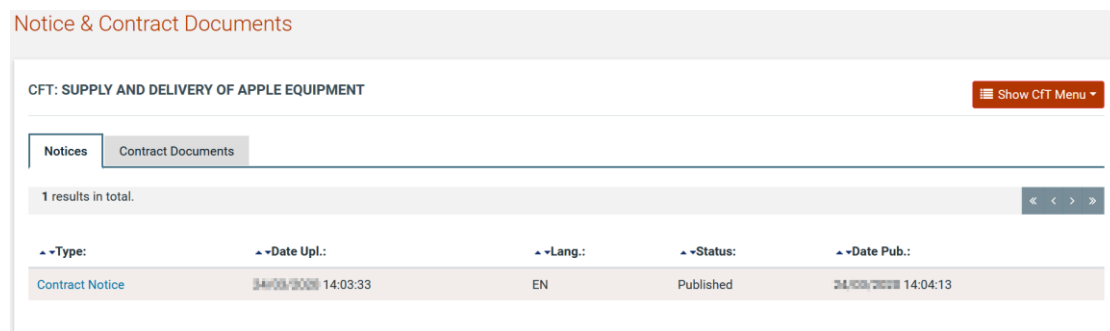 Notice & Contract Documents
CFT: SUPPLY AND DELIVERY OF APPLE EQUIPMENT
Show CfT Menu
Notices Contract Documents
1 results in total.
Type: Date Upl.: Lang.: Status: Date Pub.:
Contract Notice 14:03:33 EN Published 14:04:13